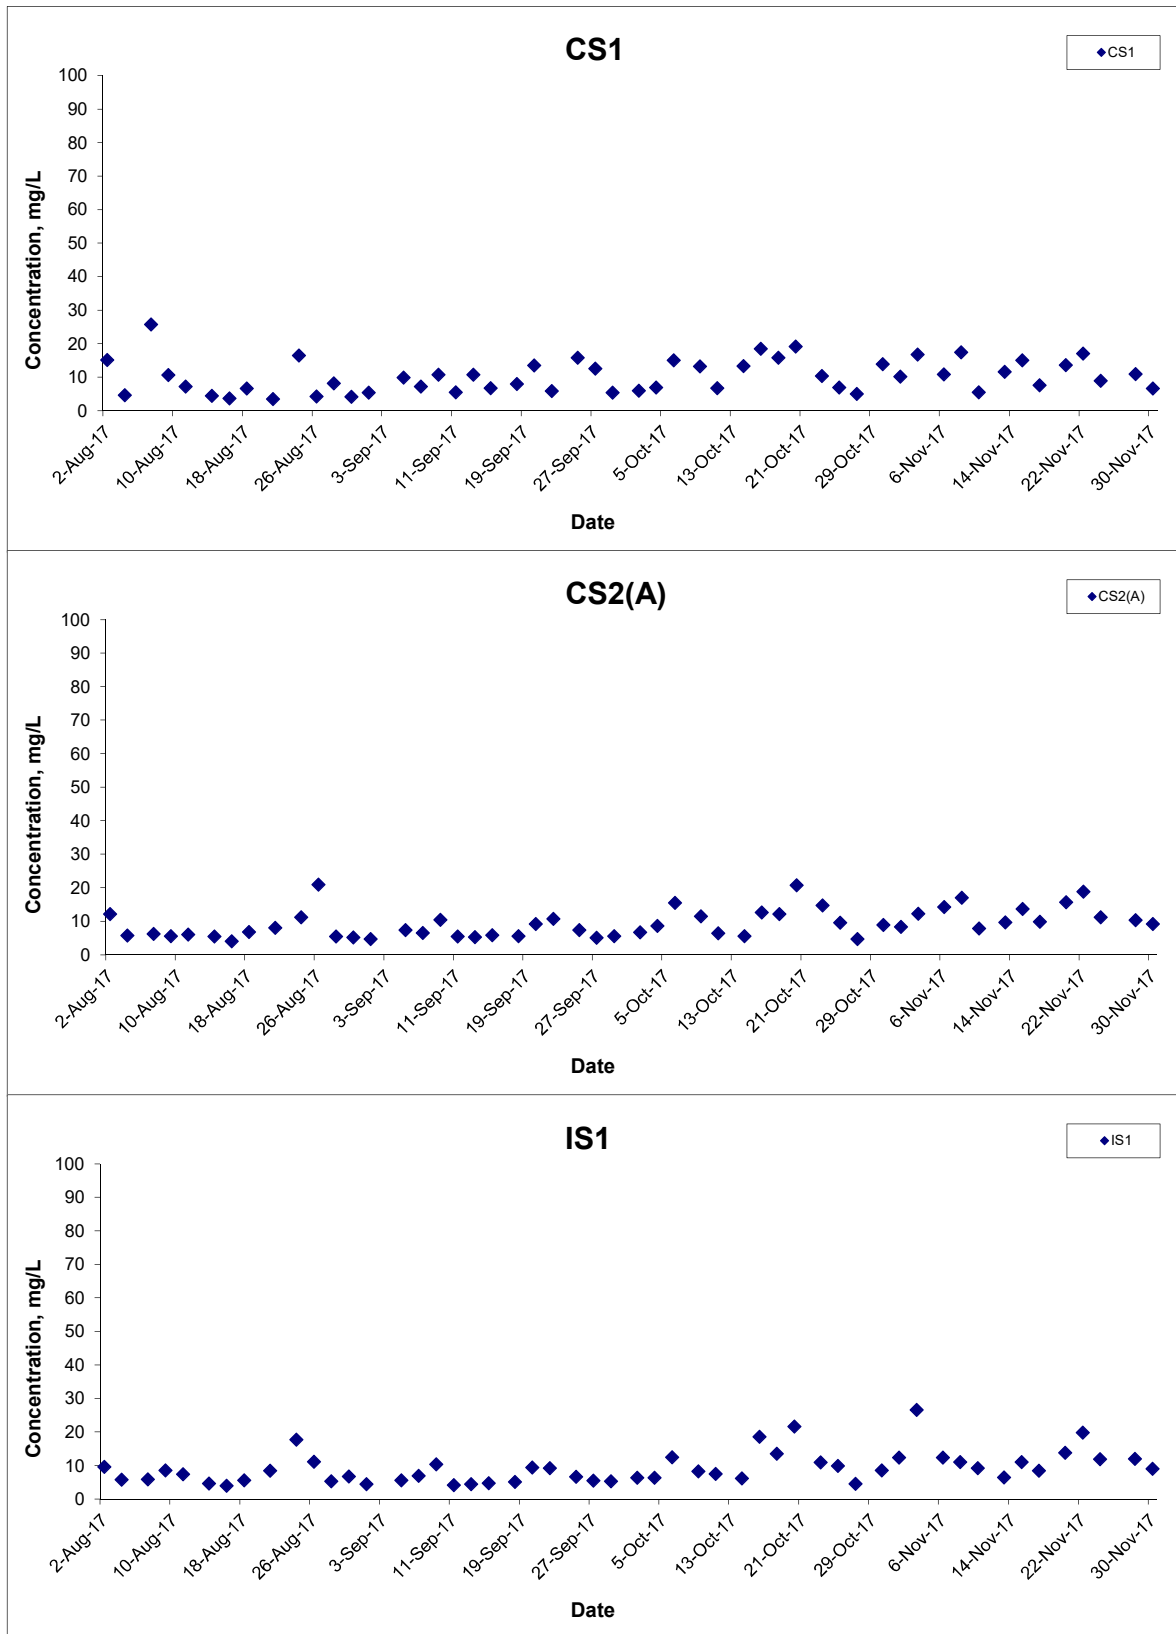 CS1
CS1
100
90
80
70
60
50
40
30
20
10
0
Concentration, mg/L
2-Aug-17
10-Aug-17
18-Aug-17
26-Aug-17
3-Sep-17
11-Sep-17
19-Sep-17
27-Sep-17
5-Oct-17
13-Oct-17
21-Oct-17
29-Oct-17
6-Nov-17
14-Nov-17
22-Nov-17
30-Nov-17
Date
CS2(A)
CS2(A)
100
90
80
70
60
50
40
30
20
10
0
Concentration, mg/L
2-Aug-17
10-Aug-17
18-Aug-17
26-Aug-17
3-Sep-17
11-Sep-17
19-Sep-17
27-Sep-17
5-Oct-17
13-Oct-17
21-Oct-17
29-Oct-17
6-Nov-17
14-Nov-17
22-Nov-17
30-Nov-17
Date
IS1
IS1
100
90
80
70
60
50
40
30
20
10
0
Concentration, mg/L
2-Aug-17
10-Aug-17
18-Aug-17
26-Aug-17
3-Sep-17
11-Sep-17
19-Sep-17
27-Sep-17
5-Oct-17
13-Oct-17
21-Oct-17
29-Oct-17
6-Nov-17
14-Nov-17
22-Nov-17
30-Nov-17
Date